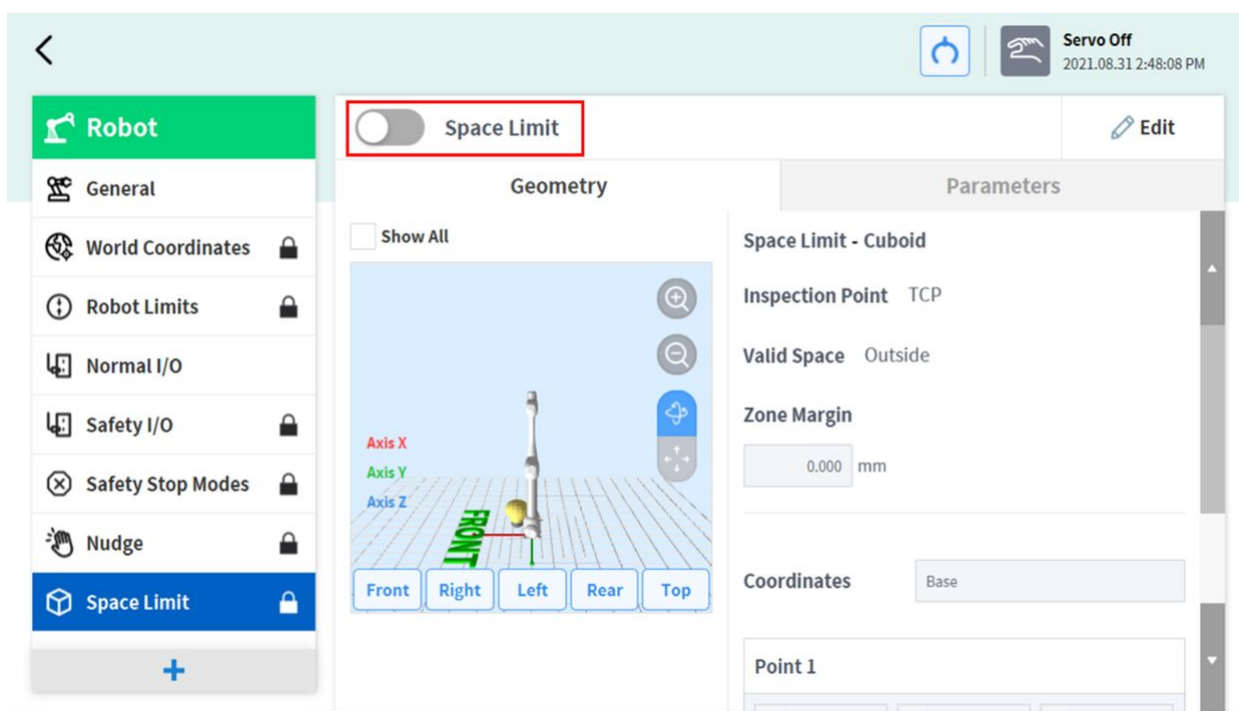 Servo Off
2021.08.31 2:48:08 PM
Robot
General
World Coordinates
Robot Limits
Normal I/O
Safety I/O
Safety Stop Modes
Nudge
Space Limit
+
Space Limit
Edit
Geometry
Parameters
Show All
Axis X
Axis Y
Axis Z
FRONT
Front Right Left Rear Top
Space Limit - Cuboid
Inspection Point TCP
Valid Space Outside
Zone Margin
0.000 mm
Coordinates Base
Point 1